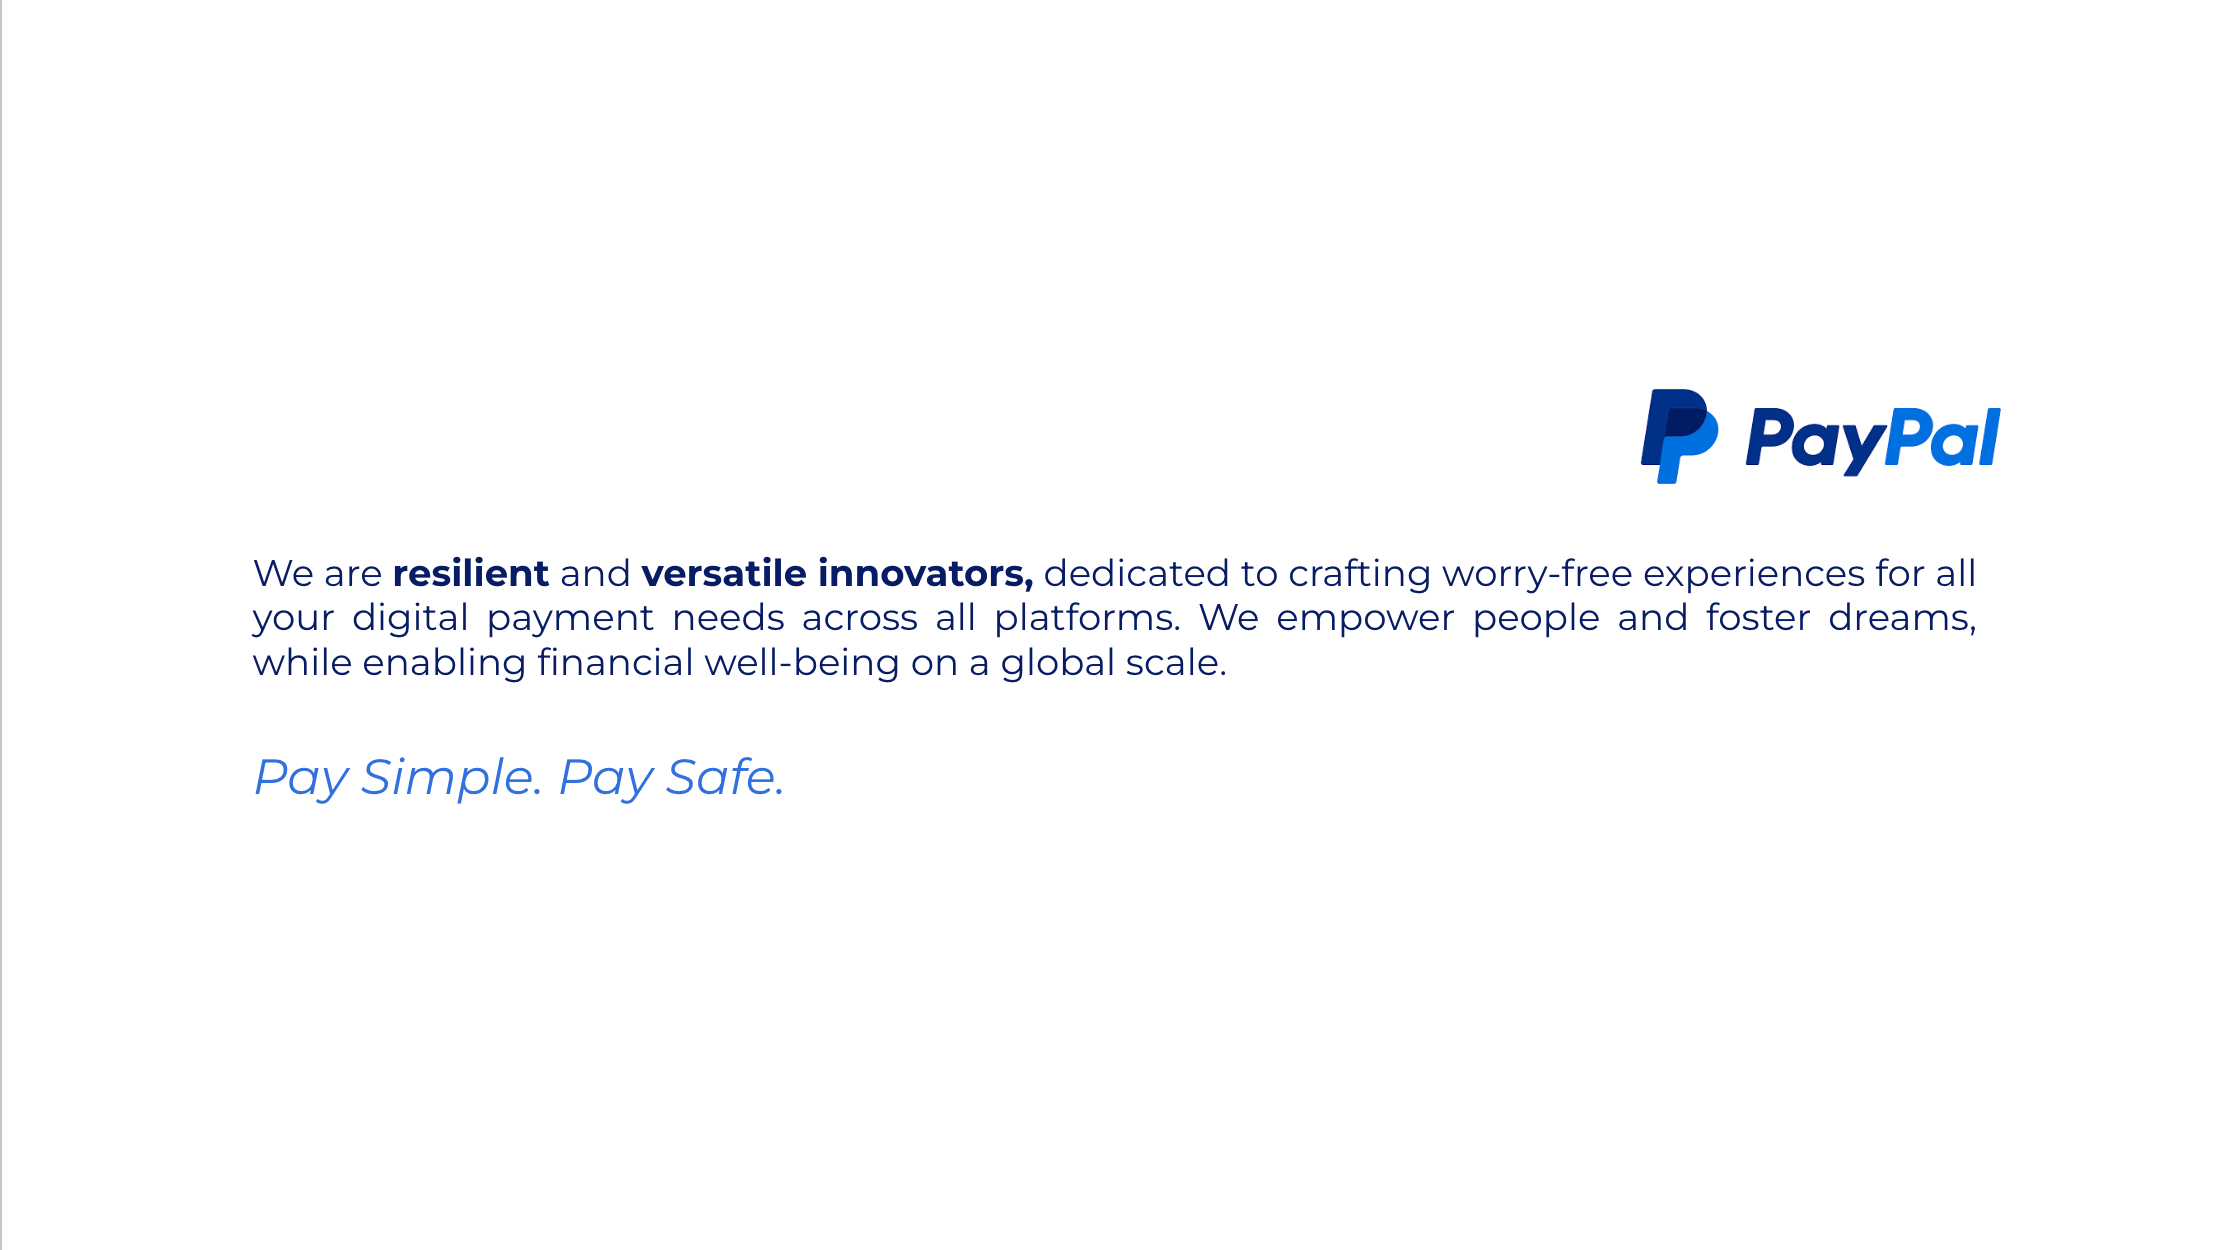 PayPal
We are resilient and versatile innovators, dedicated to crafting worry-free experiences for all
your digital payment needs across all platforms. We empower people and foster dreams,
while enabling financial well-being on a global scale.
Pay Simple. Pay Safe.